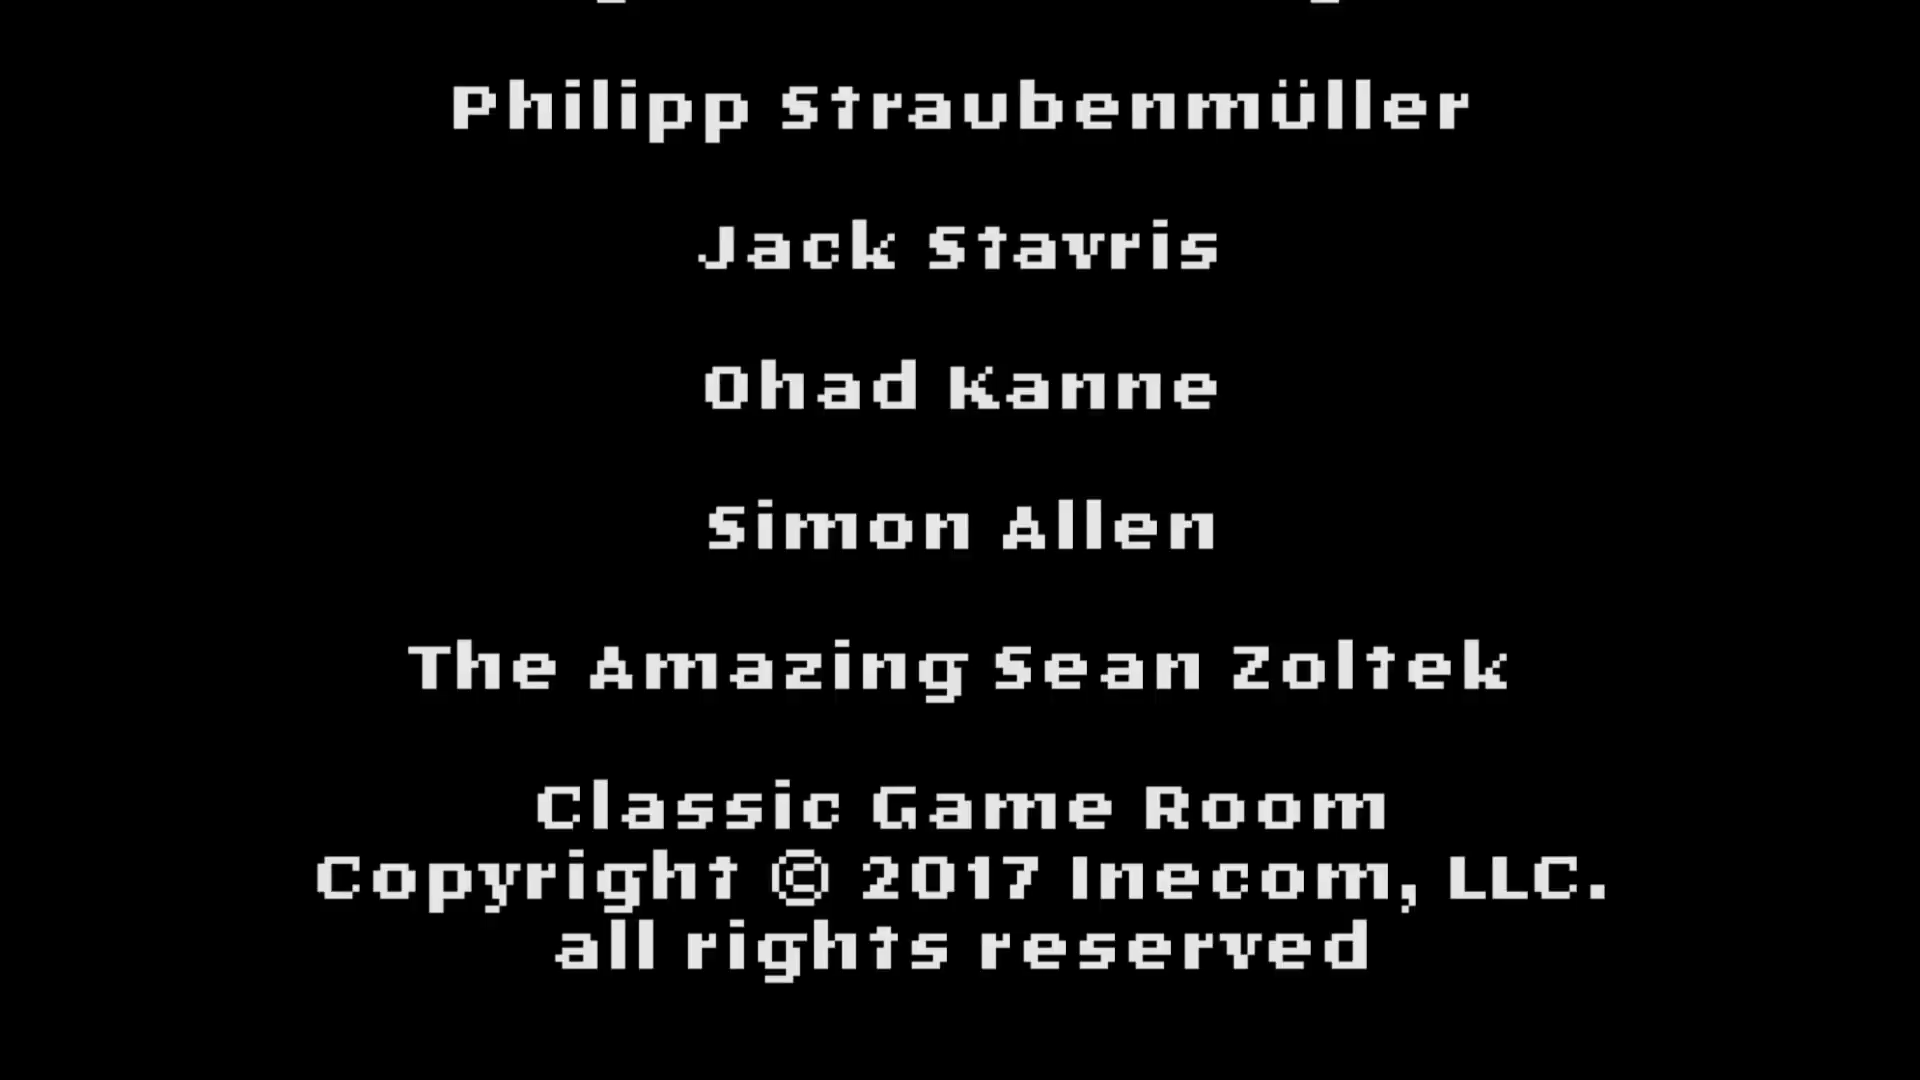 Philipp Straubenmüller
Jack Stavris
Ohad Kanne
Simon Allen
The Amazing Sean Zoltek
Classic Game Room
Copyright © 2017 Inecom, LLC.
all rights reserved